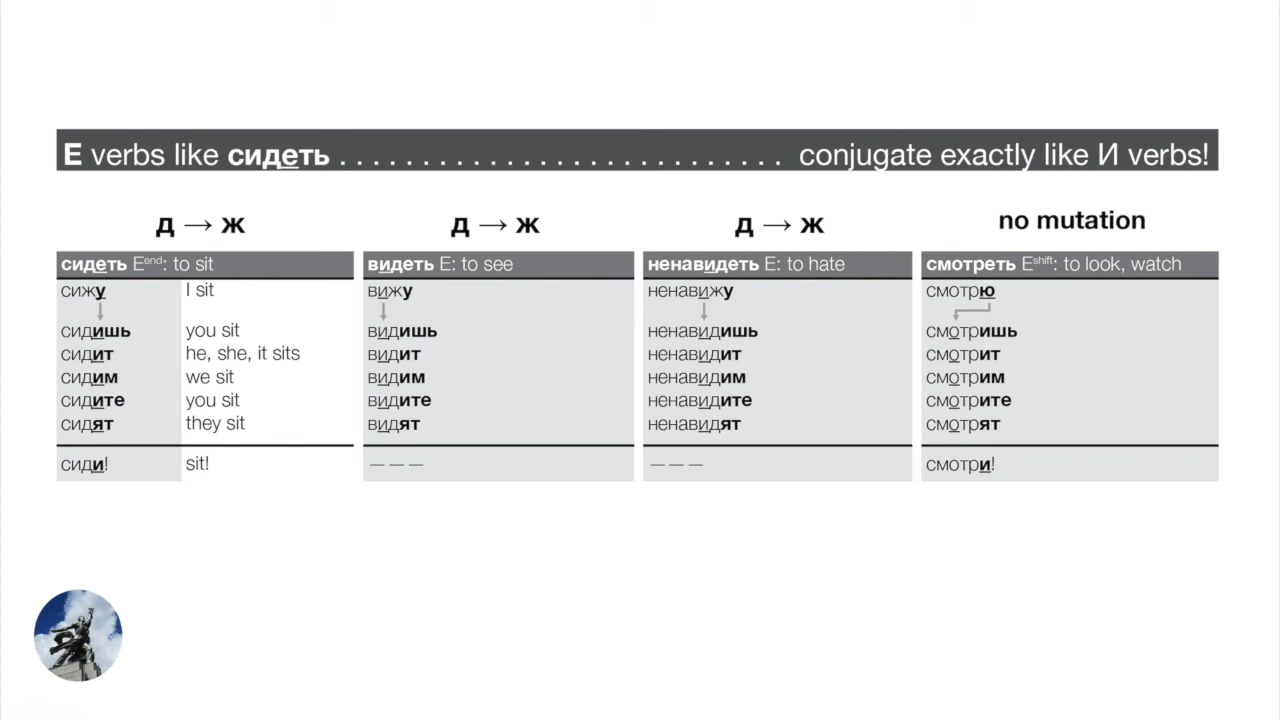 Е verbs like сидеть . . . . . . . . . . . . . . . . . . . . . . . . . . . conjugate exactly like И verbs!
д → ж
сидеть Eend: to sit
сижу I sit
сидишь you sit
сидит he, she, it sits
сидим we sit
сидите you sit
сидят they sit
сиди! sit!
д → ж
видеть E: to see
вижу
видишь
видит
видим
видите
видят
— — —
д → ж
ненавидеть E: to hate
ненавижу
ненавидишь
ненавидит
ненавидим
ненавидите
ненавидят
— — —
no mutation
смотреть Eshift: to look, watch
смотрю
смотришь
смотрит
смотрим
смотрите
смотрят
смотри!